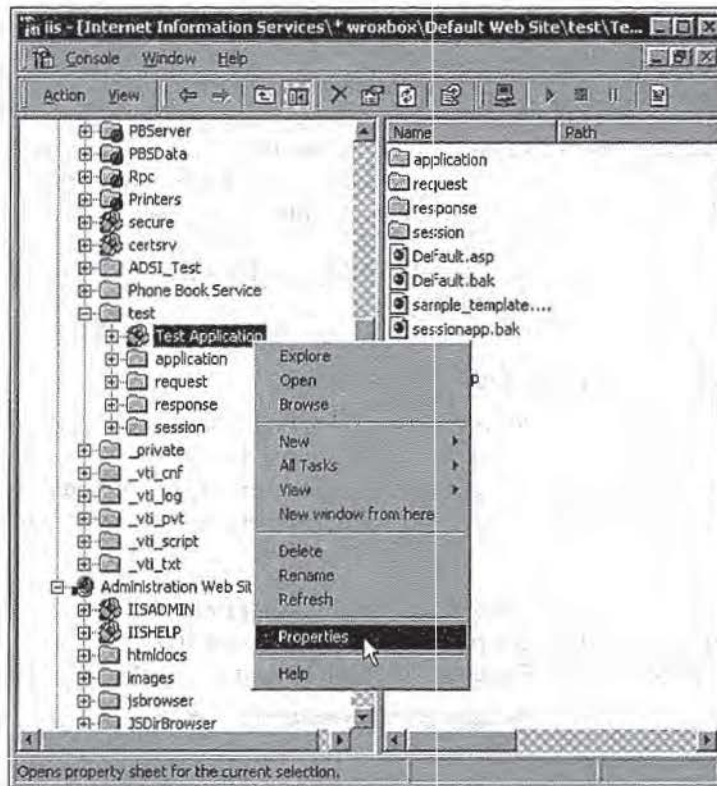 iis - [Internet Information Services\* wroxbox\Default Web Site\test\Te...
Console Window Help
Action View
PBServer
PBSData
Rpc
Printers
secure
certsrv
ADSI_Test
Phone Book Service
test
Test Application
application
request
response
session
_private
_vti_cnf
_vti_log
_vti_pvt
_vti_script
_vti_txt
Administration Web Sit
IISADMIN
IISHELP
htmldocs
images
jsbrowser
JSDirBrowser
Explore
Open
Browse
New
All Tasks
View
New window from here
Delete
Rename
Refresh
Properties
Help
Name Path
application
request
response
session
Default.asp
Default.bak
sample_template....
sessionapp.bak
p
Opens property sheet for the current selection.